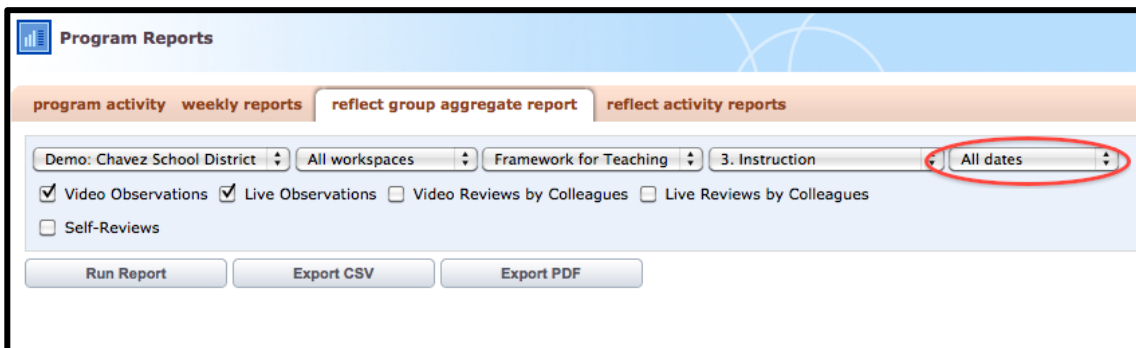 Program Reports
program activity weekly reports reflect group aggregate report reflect activity reports
Demo: Chavez School District All workspaces Framework for Teaching 3. Instruction All dates
Video Observations Live Observations Video Reviews by Colleagues Live Reviews by Colleagues
Self-Reviews
Run Report Export CSV Export PDF